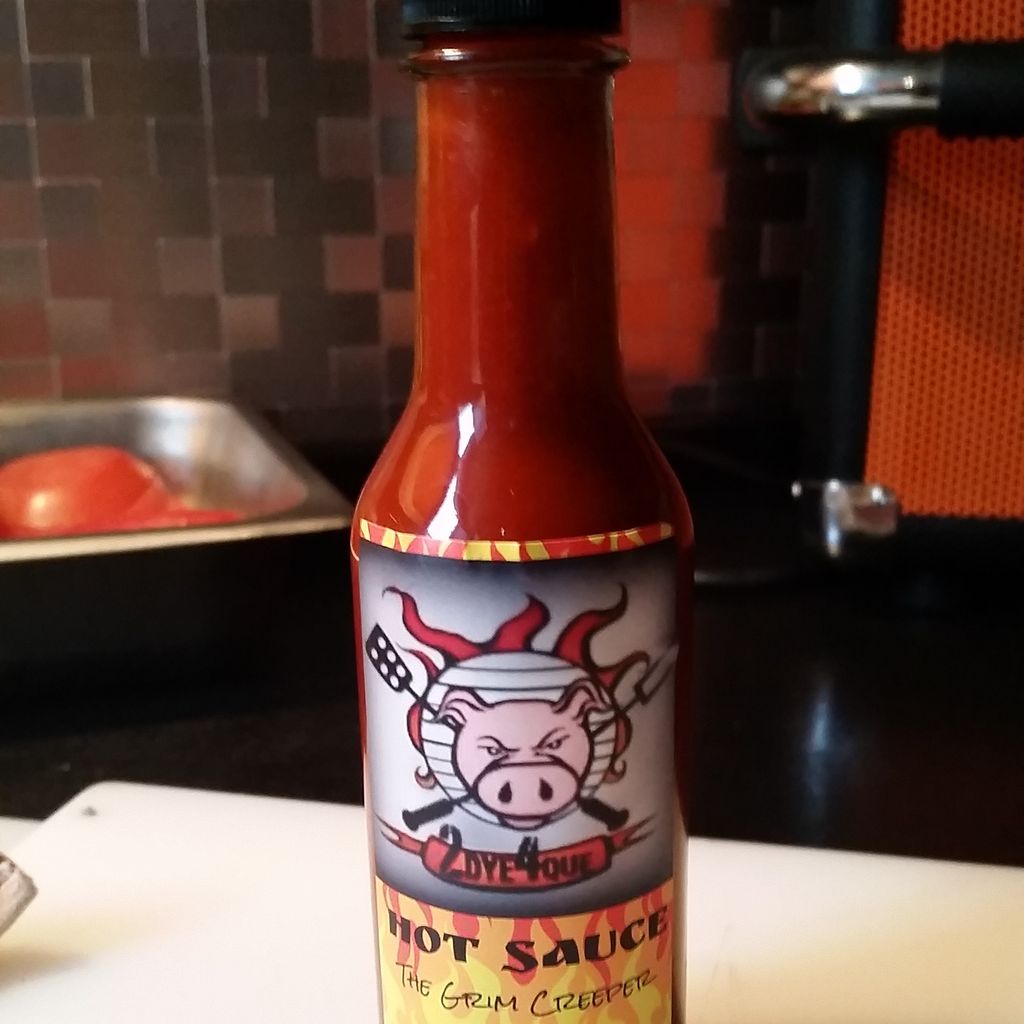 2DYE4QUE
HOT SAUCE
THE GRIM CREEPER